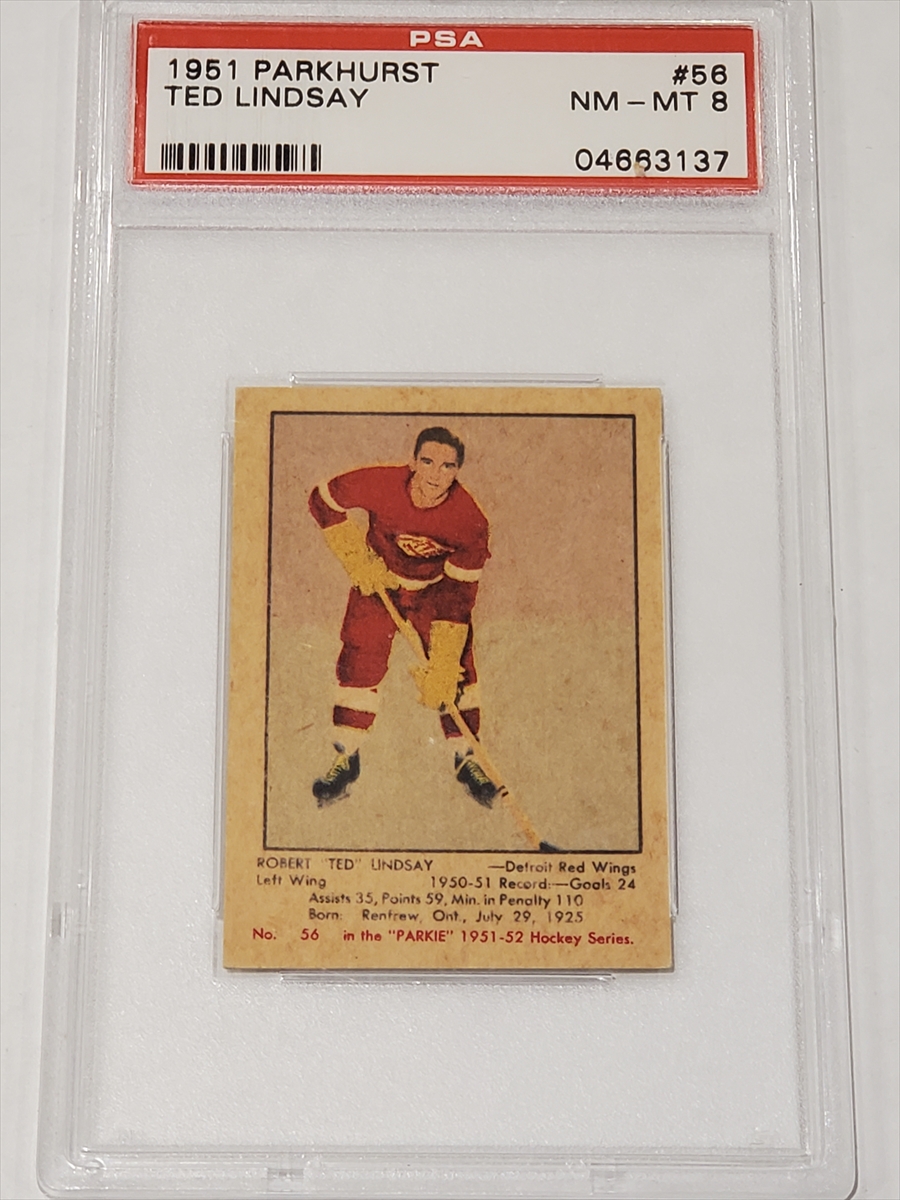 PSA
1951 PARKHURST #56
TED LINDSAY NM - MT 8
04663137
ROBERT "TED" LINDSAY —Detroit Red Wings
Left Wing 1950-51 Record:—Goals 24
Assists 35, Points 59, Min. in Penalty 110
Born: Renfrew, Ont., July 29, 1925
No. 56 in the "PARKIE" 1951-52 Hockey Series.